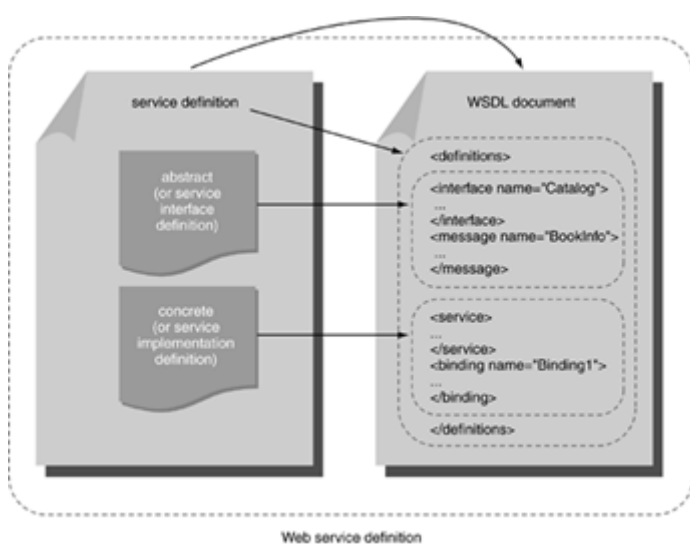 service definition
abstract
(or service
interface
definition)
concrete
(or service
implementation
definition)
WSDL document
<definitions>
<interface name="Catalog">
...
</interface>
<message name="BookInfo">
...
</message>
<service>
...
</service>
<binding name="Binding1">
...
</binding>
</definitions>
Web service definition